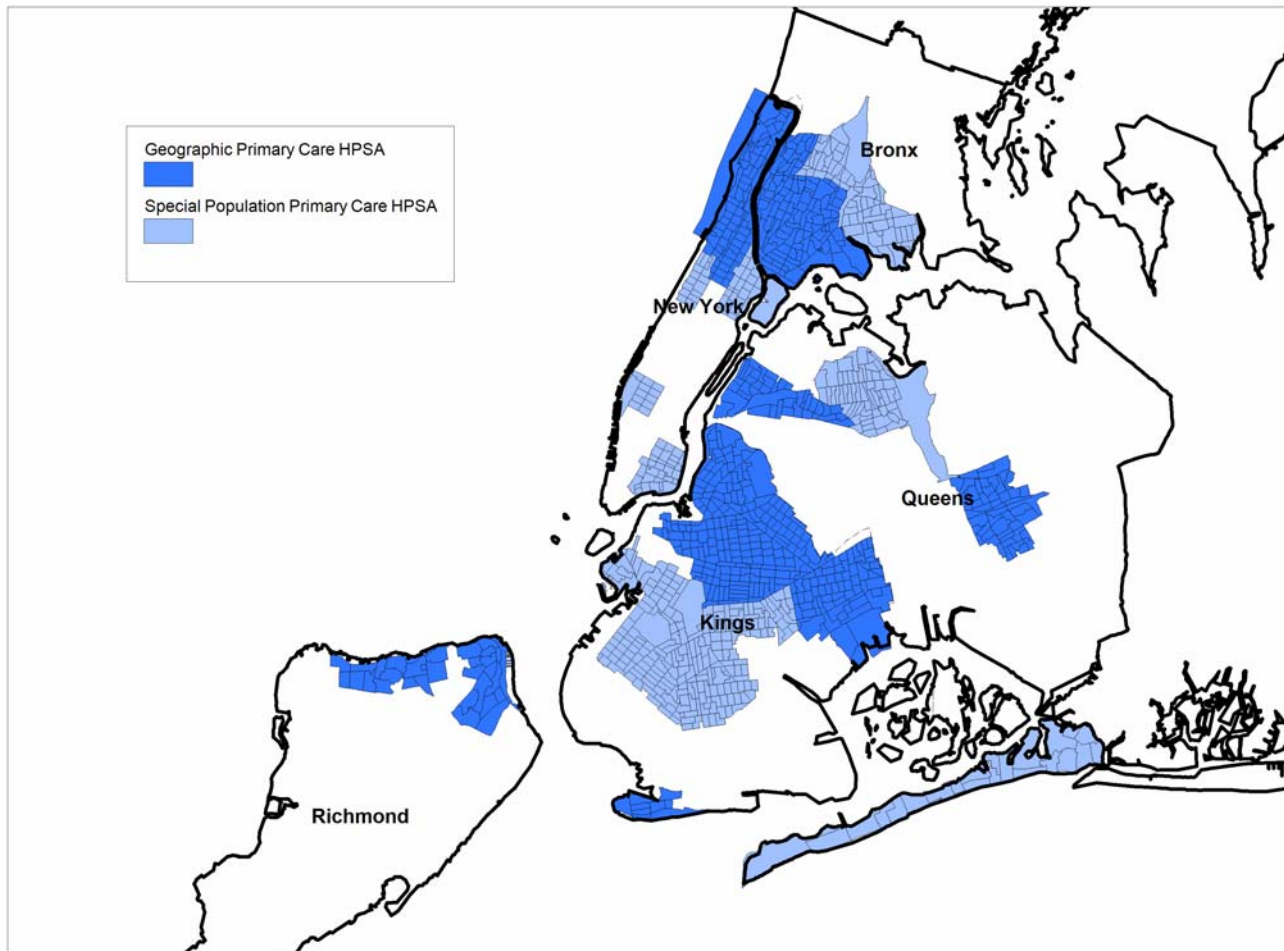 Geographic Primary Care HPSA
Special Population Primary Care HPSA
Bronx
New York
Queens
Kings
Richmond